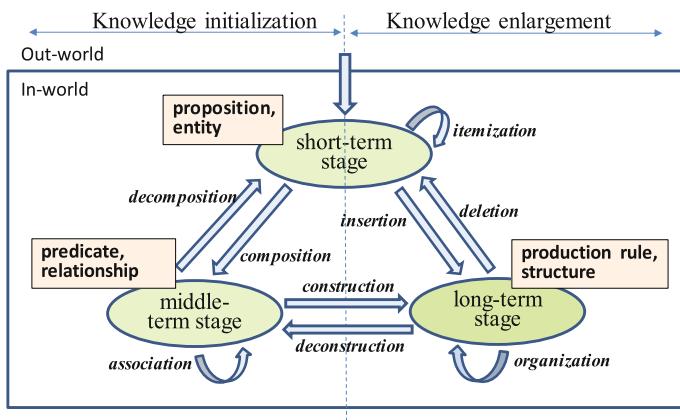 Knowledge initialization
Knowledge enlargement
Out-world
In-world
proposition,
entity
short-term
stage
itemization
decomposition
composition
insertion
deletion
predicate,
relationship
production rule,
structure
middle-
term stage
construction
deconstruction
long-term
stage
association
organization